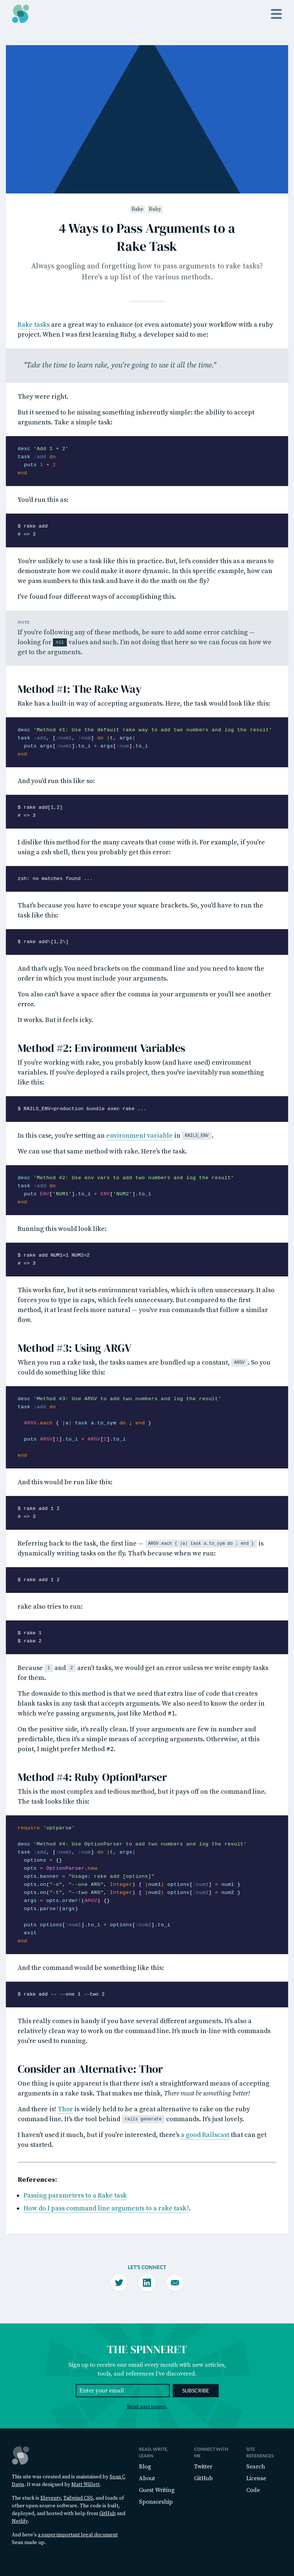 Rake Ruby
4 Ways to Pass Arguments to a
Rake Task
Always googling and forgetting how to pass arguments to rake tasks?
Here's a up list of the various methods.
Rake tasks are a great way to enhance (or even automate) your workflow with a ruby
project. When I was first learning Ruby, a developer said to me:
"Take the time to learn rake, you're going to use it all the time."
They were right.
But it seemed to be missing something inherently simple: the ability to accept
arguments. Take a simple task:
desc 'Add 1 + 2'
task :add do
puts 1 + 2
end
You'd run this as:
$ rake add
# => 3
You're unlikely to use a task like this in practice. But, let's consider this as a means to
demonstrate how we could make it more dynamic. In this specific example, how can
we pass numbers to this task and have it do the math on the fly?
I've found four different ways of accomplishing this.
NOTE
If you're following any of these methods, be sure to add some error catching —
looking for nil values and such. I'm not doing that here so we can focus on how we
get to the arguments.
Method #1: The Rake Way
Rake has a built-in way of accepting arguments. Here, the task would look like this:
desc 'Method #1: Use the default rake way to add two numbers and log the result'
task :add, [:num1, :num] do |t, args|
puts args[:num1].to_i + args[:num].to_i
end
And you'd run this like so:
$ rake add[1,2]
# => 3
I dislike this method for the many caveats that come with it. For example, if you're
using a zsh shell, then you probably get this error:
zsh: no matches found ...
That's because you have to escape your square brackets. So, you'd have to run the
task like this:
$ rake add\[1,2\]
And that's ugly. You need brackets on the command line and you need to know the
order in which you must include your arguments.
You also can't have a space after the comma in your arguments or you'll see another
error.
It works. But it feels icky.
Method #2: Environment Variables
If you're working with rake, you probably know (and have used) environment
variables. If you've deployed a rails project, then you've inevitably run something
like this:
$ RAILS_ENV=production bundle exec rake ...
In this case, you're setting an environment variable in RAILS_ENV .
We can use that same method with rake. Here's the task.
desc 'Method #2: Use env vars to add two numbers and log the result'
task :add do
puts ENV['NUM1'].to_i + ENV['NUM2'].to_i
end
Running this would look like:
$ rake add NUM1=1 NUM2=2
# => 3
This works fine, but it sets environment variables, which is often unnecessary. It also
forces you to type in caps, which feels unnecessary. But compared to the first
method, it at least feels more natural — you've run commands that follow a similar
flow.
Method #3: Using ARGV
When you run a rake task, the tasks names are bundled up a constant, ARGV . So you
could do something like this:
desc 'Method #3: Use ARGV to add two numbers and log the result'
task :add do
ARGV.each { |a| task a.to_sym do ; end }
puts ARGV[1].to_i + ARGV[2].to_i
end
And this would be run like this:
$ rake add 1 2
# => 3
Referring back to the task, the first line — ARGV.each { |a| task a.to_sym do ; end } is
dynamically writing tasks on the fly. That's because when we run:
$ rake add 1 2
rake also tries to run:
$ rake 1
$ rake 2
Because 1 and 2 aren't tasks, we would get an error unless we write empty tasks
for them.
The downside to this method is that we need that extra line of code that creates
blank tasks in any task that accepts arguments. We also need to know the order in
which we're passing arguments, just like Method #1.
On the positive side, it's really clean. If your arguments are few in number and
predictable, then it's a simple means of accepting arguments. Otherwise, at this
point, I might prefer Method #2.
Method #4: Ruby OptionParser
This is the most complex and tedious method, but it pays off on the command line.
The task looks like this:
require 'optparse'
desc 'Method #4: Use OptionParser to add two numbers and log the result'
task :add, [:num1, :num] do |t, args|
options = {}
opts = OptionParser.new
opts.banner = "Usage: rake add [options]"
opts.on("-o", "--one ARG", Integer) { |num1| options[:num1] = num1 }
opts.on("-t", "--two ARG", Integer) { |num2| options[:num2] = num2 }
args = opts.order!(ARGV) {}
opts.parse!(args)
puts options[:num1].to_i + options[:num2].to_i
exit
end
And the command would be something like this:
$ rake add -- --one 1 --two 2
This really comes in handy if you have several different arguments. It's also a
relatively clean way to work on the command line. It's much in-line with commands
you're used to running.
Consider an Alternative: Thor
One thing is quite apparent is that there isn't a straightforward means of accepting
arguments in a rake task. That makes me think, There must be something better!
And there is! Thor is widely held to be a great alternative to rake on the ruby
command line. It's the tool behind rails generate commands. It's just lovely.
I haven't used it much, but if you're interested, there's a good Railscast that can get
you started.
References:
• Passing parameters to a Rake task
• How do I pass command line arguments to a rake task?.
LET'S CONNECT
THE SPINNERET
Sign up to receive one email every month with new articles,
tools, and references I've discovered.
Enter your email SUBSCRIBE
Read past issues.
This site was created and is maintained by Sean C
Davis. It was designed by Matt Willett.
The stack is Eleventy, Tailwind CSS, and lots of
other open source software. The code is built,
deployed, and hosted with help from GitHub and
Netlify.
And here's a super important legal document
Sean made up.
READ, WRITE,
LEARN
Blog
About
Guest Writing
Sponsorship
CONNECT WITH
ME
Twitter
GitHub
SITE
REFERENCES
Search
License
Code